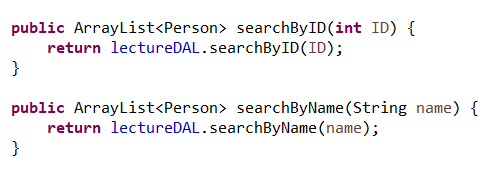 public ArrayList<Person> searchByID(int ID) {
    return lectureDAL.searchByID(ID);
}
public ArrayList<Person> searchByName(String name) {
    return lectureDAL.searchByName(name);
}